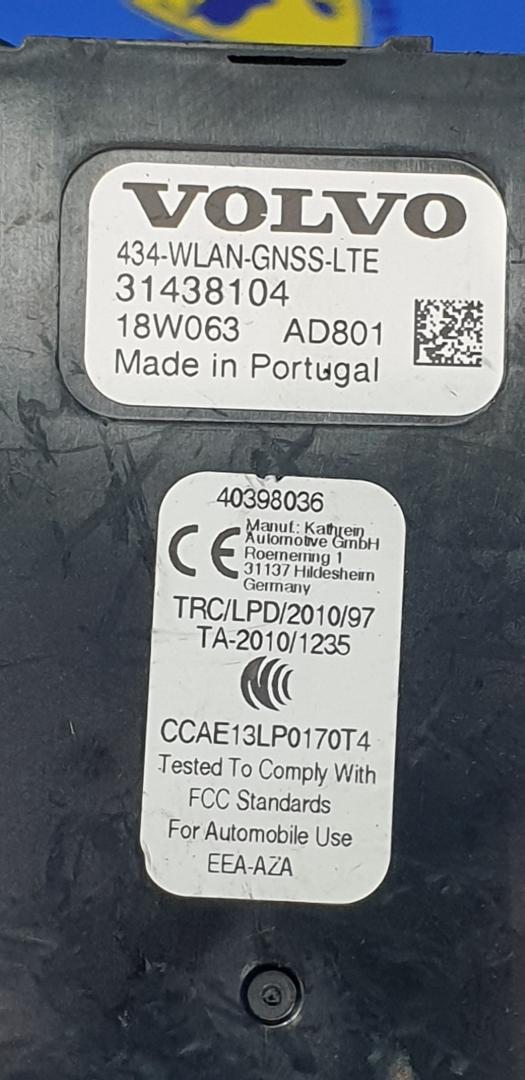 VOLVO
434-WLAN-GNSS-LTE
31438104
18W063 AD801
Made in Portugal
40398036
CE
Manuf.: Kathrein
Automotive GmbH
Roemerring 1
31137 Hildesheim
Germany
TRC/LPD/2010/97
TA-2010/1235
CCAE13LP0170T4
Tested To Comply With
FCC Standards
For Automobile Use
EEA-AZA